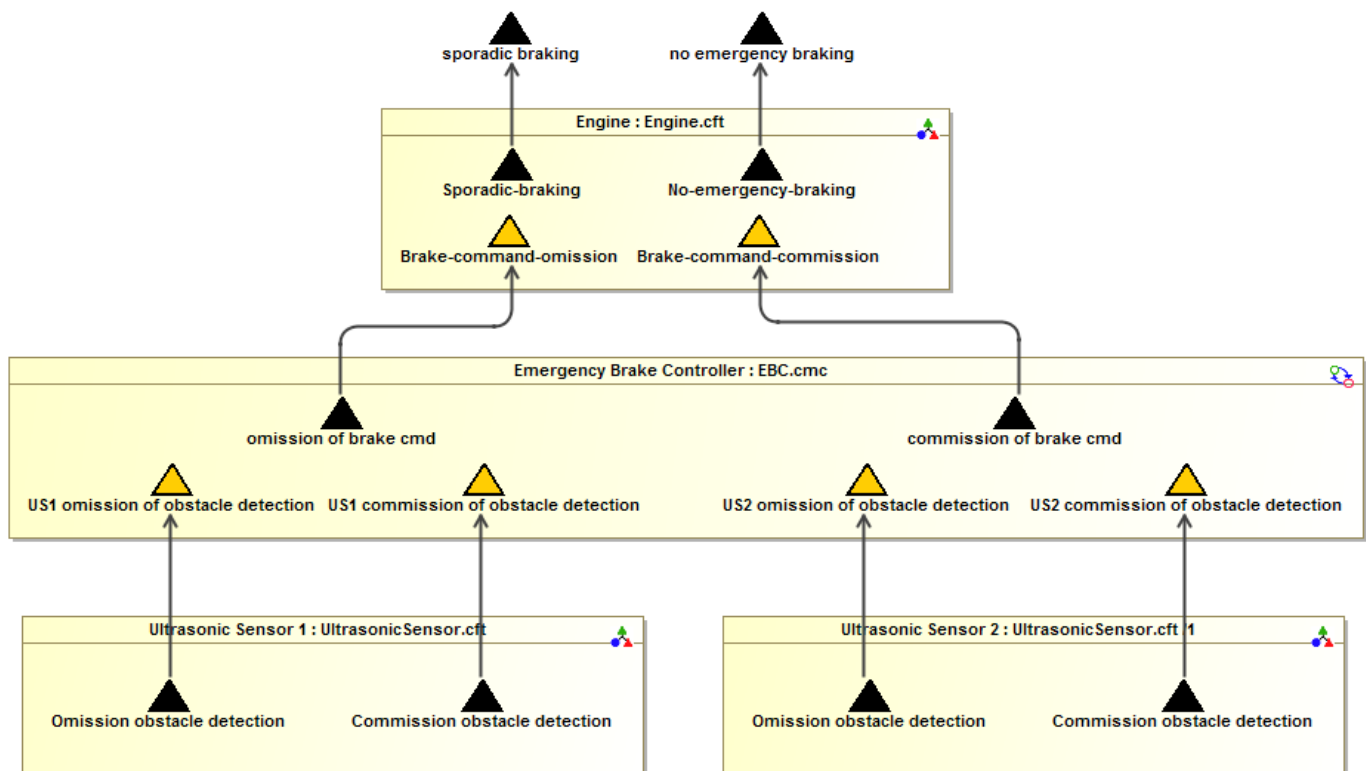 sporadic braking
no emergency braking
Engine : Engine.cft
Sporadic-braking
No-emergency-braking
Brake-command-omission
Brake-command-commission
Emergency Brake Controller : EBC.cmc
omission of brake cmd
commission of brake cmd
US1 omission of obstacle detection
US1 commission of obstacle detection
US2 omission of obstacle detection
US2 commission of obstacle detection
Ultrasonic Sensor 1 : UltrasonicSensor.cft
Ultrasonic Sensor 2 : UltrasonicSensor.cft /1
Omission obstacle detection
Commission obstacle detection
Omission obstacle detection
Commission obstacle detection